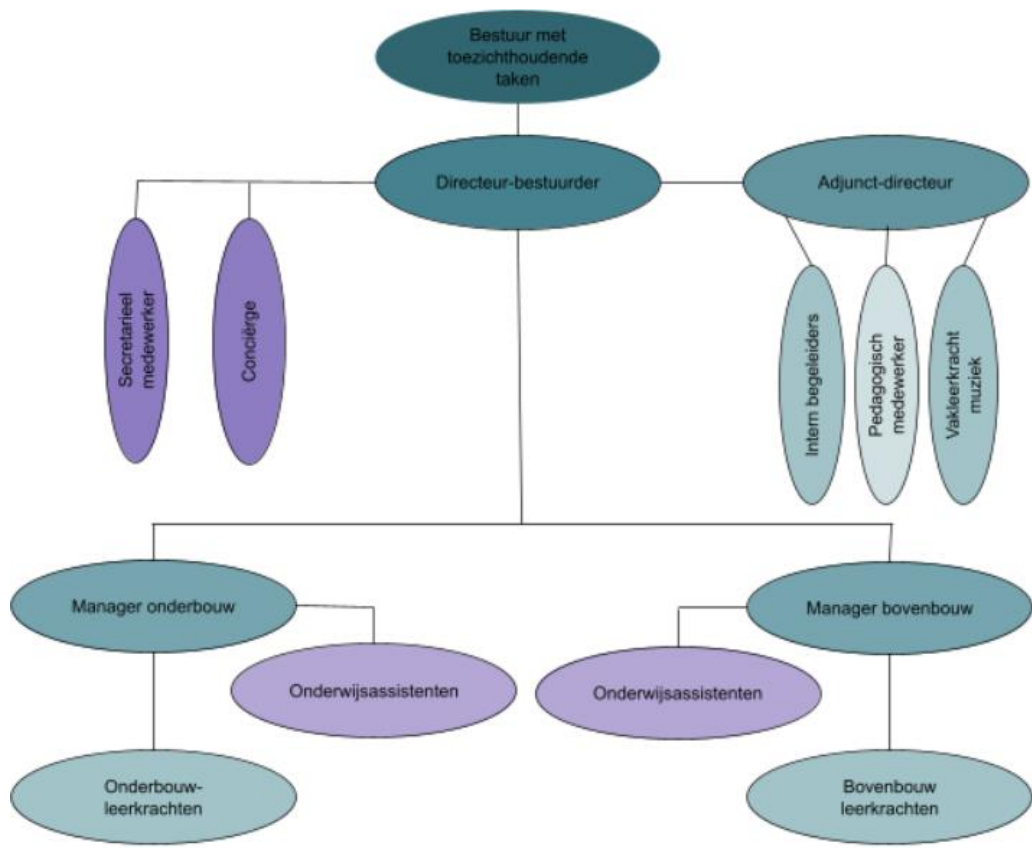 Bestuur met
toezichthoudende
taken
Directeur-bestuurder
Adjunct-directeur
Secretarieel
medewerker
Conciërge
Intern begeleiders
Pedagogisch
medewerker
Vakleerkracht
muziek
Manager onderbouw
Manager bovenbouw
Onderwijsassistenten
Onderwijsassistenten
Onderbouw-
leerkrachten
Bovenbouw
leerkrachten